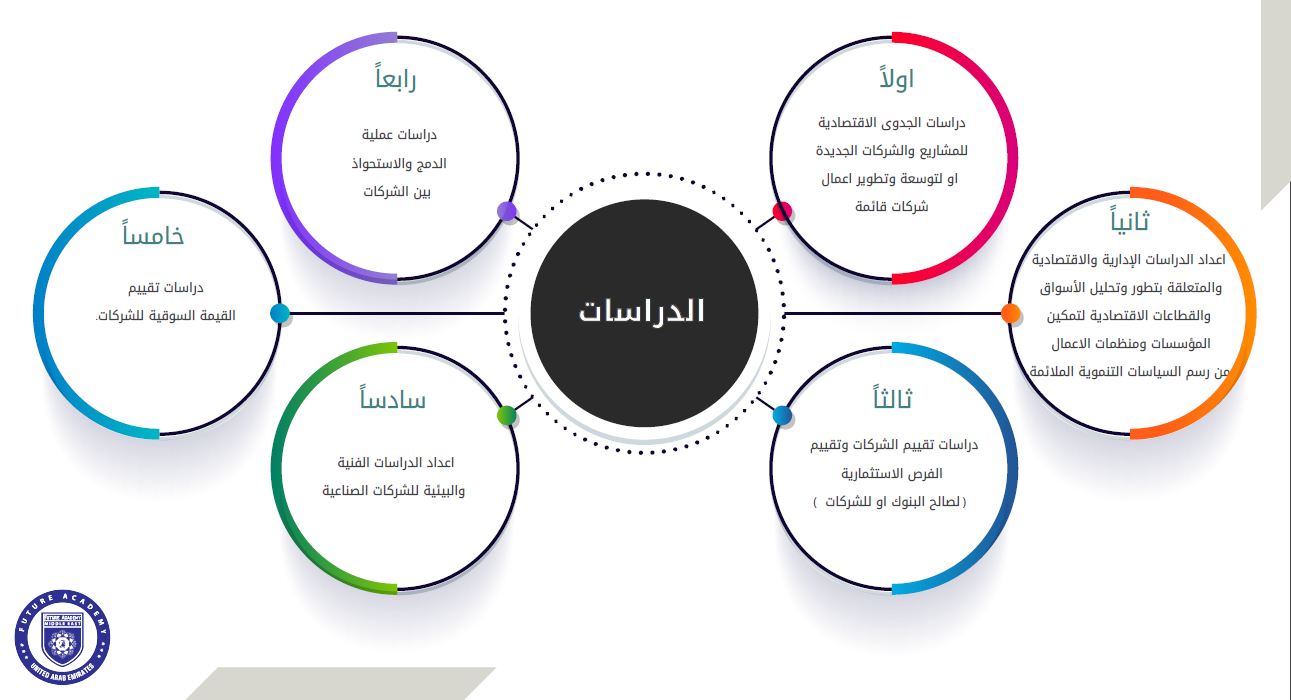 الدراسات
اولاً
دراسات الجدوى الاقتصادية
للمشاريع والشركات الجديدة
او لتوسعة وتطوير اعمال
شركات قائمة
ثانياً
اعداد الدراسات الإدارية والاقتصادية
والمتعلقة بتطور وتحليل الأسواق
والقطاعات الاقتصادية لتمكين
المؤسسات ومنظمات الاعمال
من رسم السياسات التنموية الملائمة
ثالثاً
دراسات تقييم الشركات وتقييم
الفرص الاستثمارية
(لصالح البنوك او للشركات )
رابعاً
دراسات عملية
الدمج والاستحواذ
بين الشركات
خامساً
دراسات تقييم
القيمة السوقية للشركات.
سادساً
اعداد الدراسات الفنية
والبيئية للشركات الصناعية
FUTURE ACADEMY
FUTURE ACADEMY
MIDDLE EAST
UNITED ARAB EMIRATES